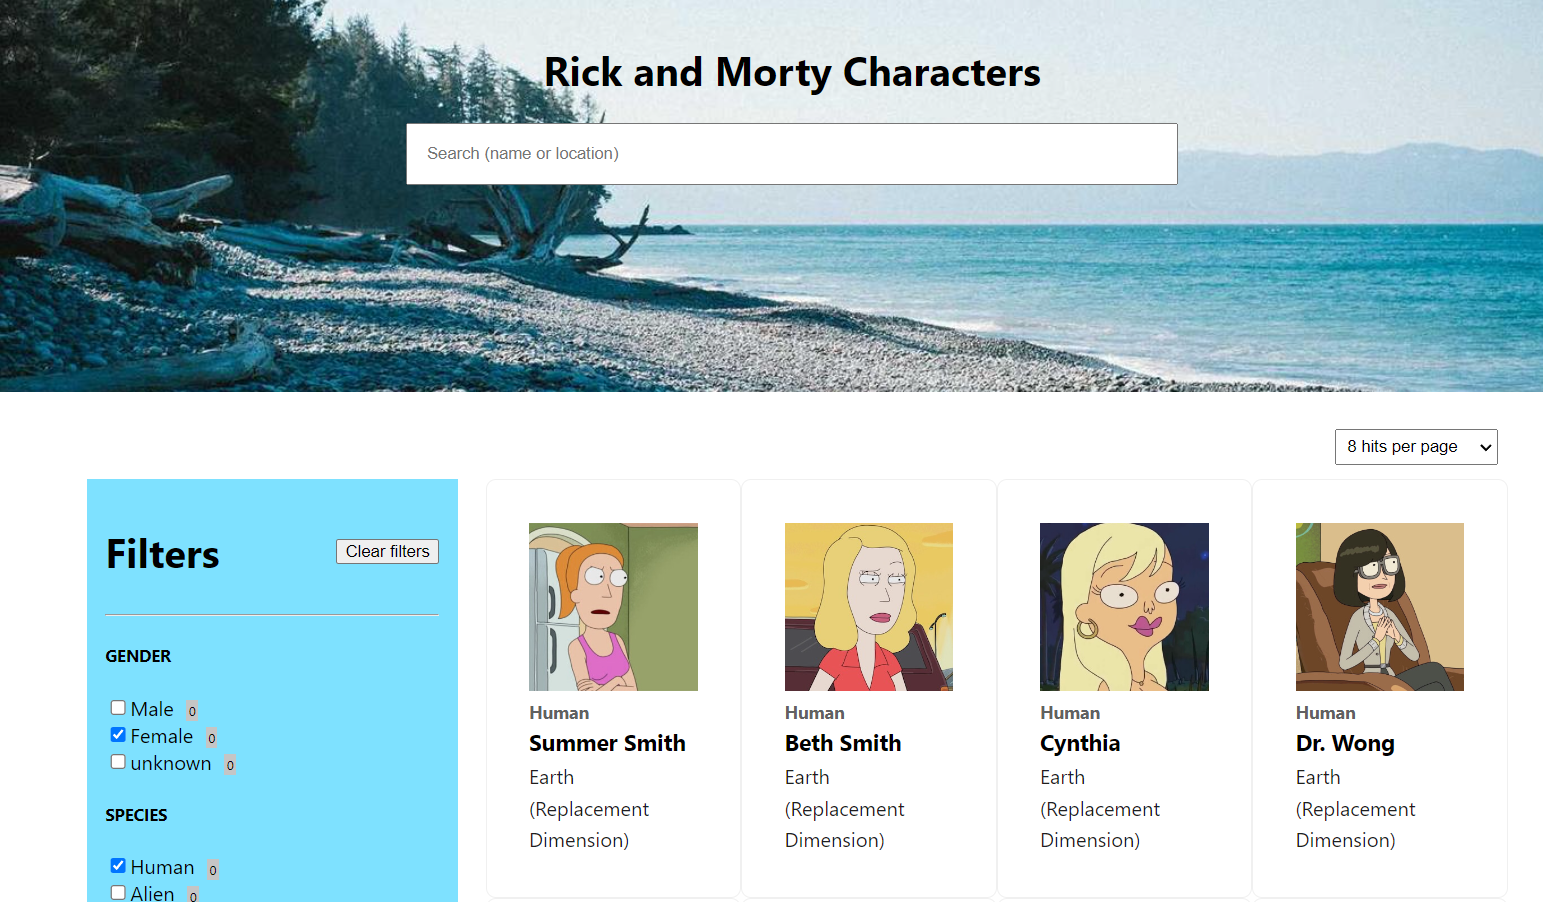 Rick and Morty Characters
Search (name or location)
8 hits per page
Filters
Clear filters
GENDER
Male 0
Female 0
unknown 0
SPECIES
Human 0
Alien 0
Human
Summer Smith
Earth
(Replacement
Dimension)
Human
Beth Smith
Earth
(Replacement
Dimension)
Human
Cynthia
Earth
(Replacement
Dimension)
Human
Dr. Wong
Earth
(Replacement
Dimension)